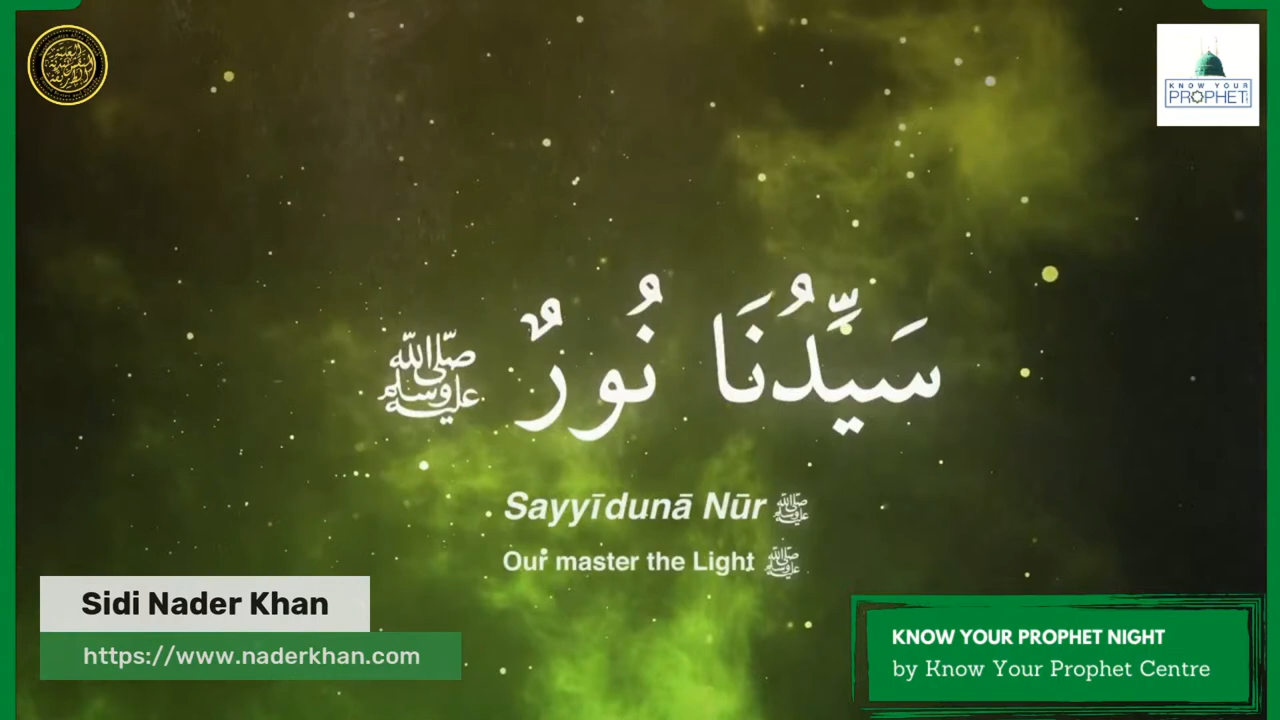 KNOW YOUR
PROPHET
سَيِّدُنَا نُورٌ ﷺ
Sayyīdunā Nūr ﷺ
Our master the Light ﷺ
Sidi Nader Khan
https://www.naderkhan.com
KNOW YOUR PROPHET NIGHT
by Know Your Prophet Centre